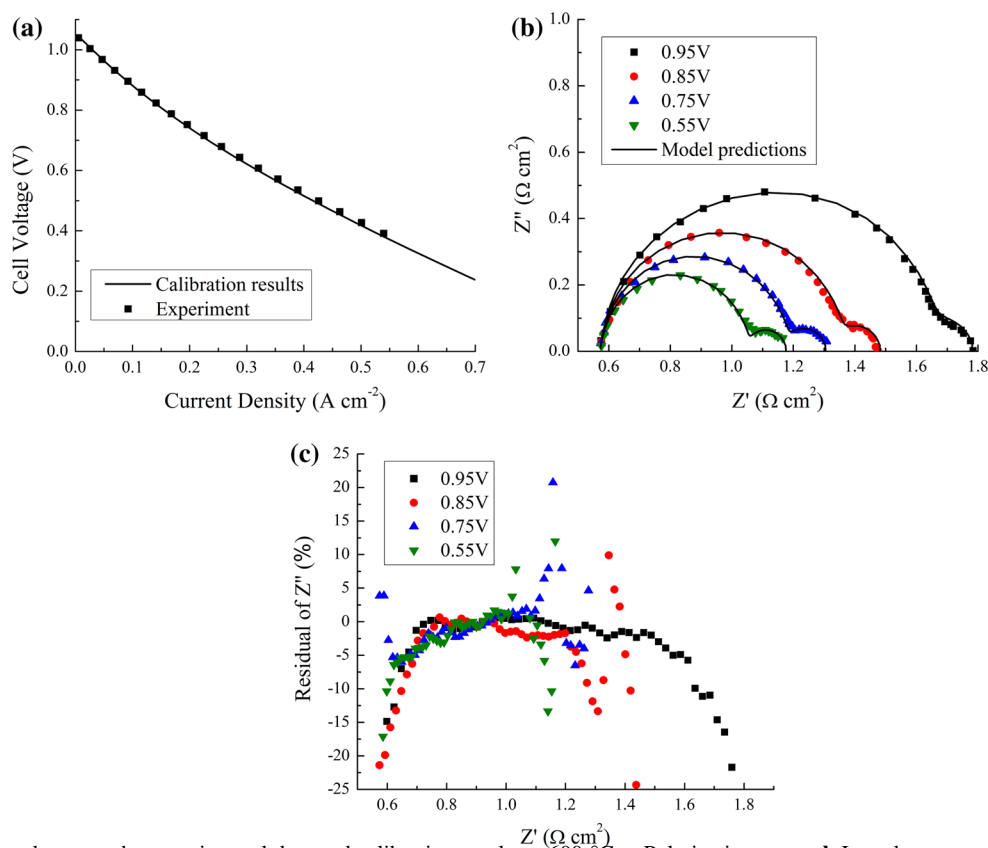 (a)
1.0
0.8
0.6
0.4
0.2
0.0
Cell Voltage (V)
Calibration results
Experiment
0.0 0.1 0.2 0.3 0.4 0.5 0.6 0.7
Current Density (A cm-2)
(b)
1.0
0.8
0.6
0.4
0.2
0.0
Z'' (Ω cm2)
0.95V
0.85V
0.75V
0.55V
Model predictions
0.6 0.8 1.0 1.2 1.4 1.6 1.8
Z' (Ω cm2)
(c)
25
20
15
10
5
0
-5
-10
-15
-20
-25
Residual of Z'' (%)
0.95V
0.85V
0.75V
0.55V
0.6 0.8 1.0 1.2 1.4 1.6 1.8
Z' (Ω cm2)